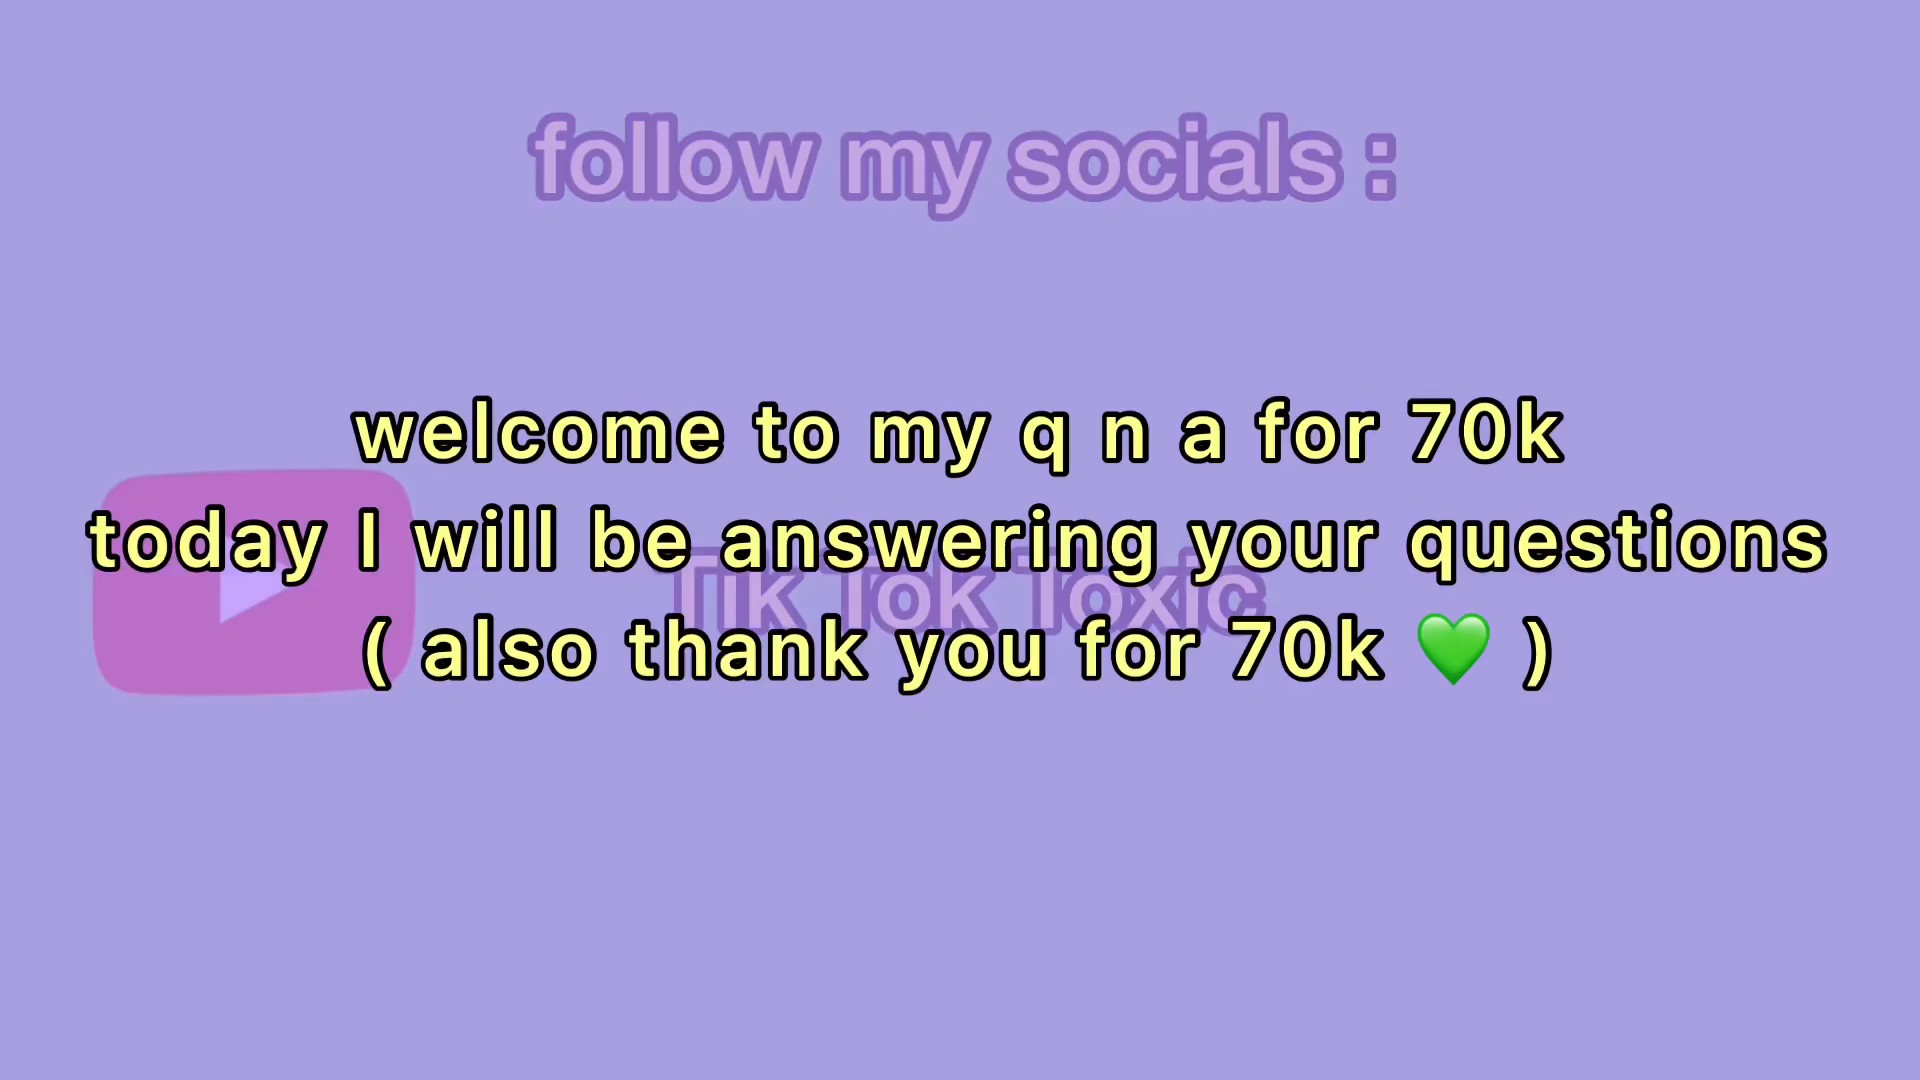 follow my socials :
welcome to my q n a for 70k
today I will be answering your questions
Tik Tok Toxic
( also thank you for 70k 💚 )